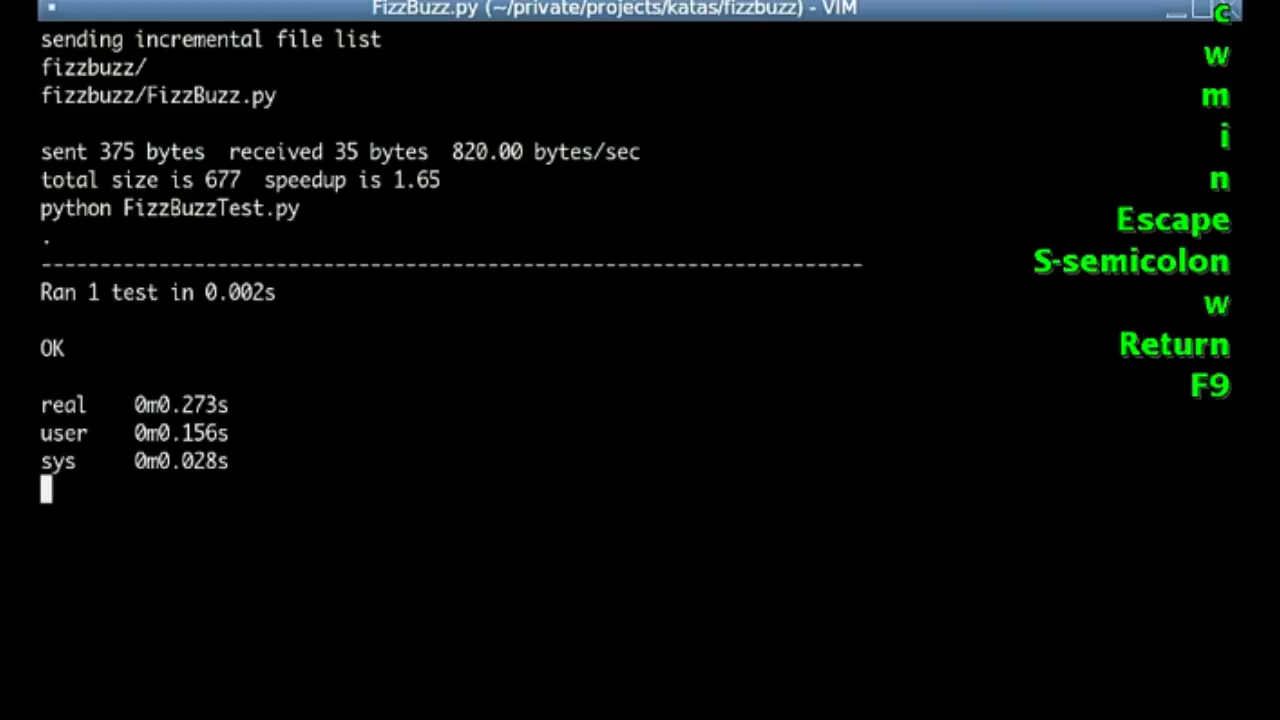 FizzBuzz.py (~/private/projects/katas/fizzbuzz) - VIM
sending incremental file list
fizzbuzz/
fizzbuzz/FizzBuzz.py
sent 375 bytes  received 35 bytes  820.00 bytes/sec
total size is 677  speedup is 1.65
python FizzBuzzTest.py
.
----------------------------------------------------------------------
Ran 1 test in 0.002s
OK
real    0m0.273s
user    0m0.156s
sys     0m0.028s
c
w
m
i
n
Escape
S-semicolon
w
Return
F9